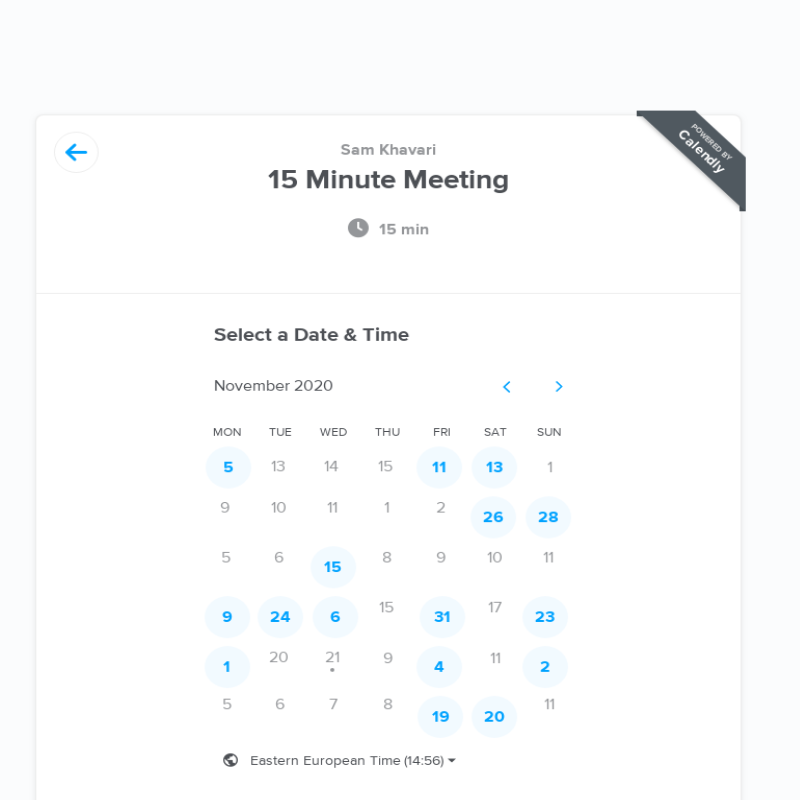 POWERED BY
Calendly
Sam Khavari
15 Minute Meeting
15 min
Select a Date & Time
November 2020
MON TUE WED THU FRI SAT SUN
5 13 14 15 11 13 1
9 10 11 1 2 26 28
5 6 15 8 9 10 11
9 24 6 15 31 17 23
1 20 21 9 4 11 2
5 6 7 8 19 20 11
Eastern European Time (14:56)